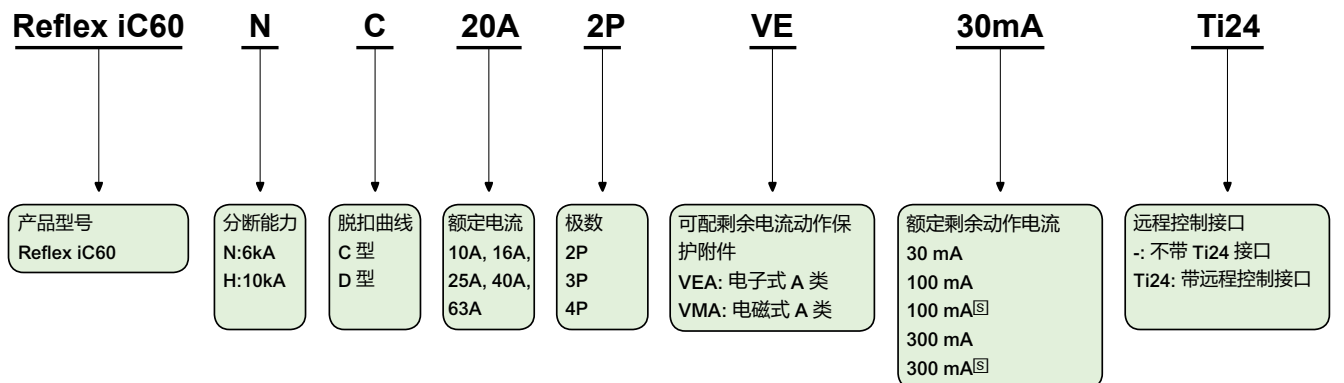 Reflex iC60 N C 20A 2P VE 30mA Ti24
产品型号
Reflex iC60
分断能力
N:6kA
H:10kA
脱扣曲线
C 型
D 型
额定电流
10A, 16A,
25A, 40A,
63A
极数
2P
3P
4P
可配剩余电流动作保
护附件
VEA: 电子式 A 类
VMA: 电磁式 A 类
额定剩余动作电流
30 mA
100 mA
100 mA🅂
300 mA
300 mA🅂
远程控制接口
-: 不带 Ti24 接口
Ti24: 带远程控制接口